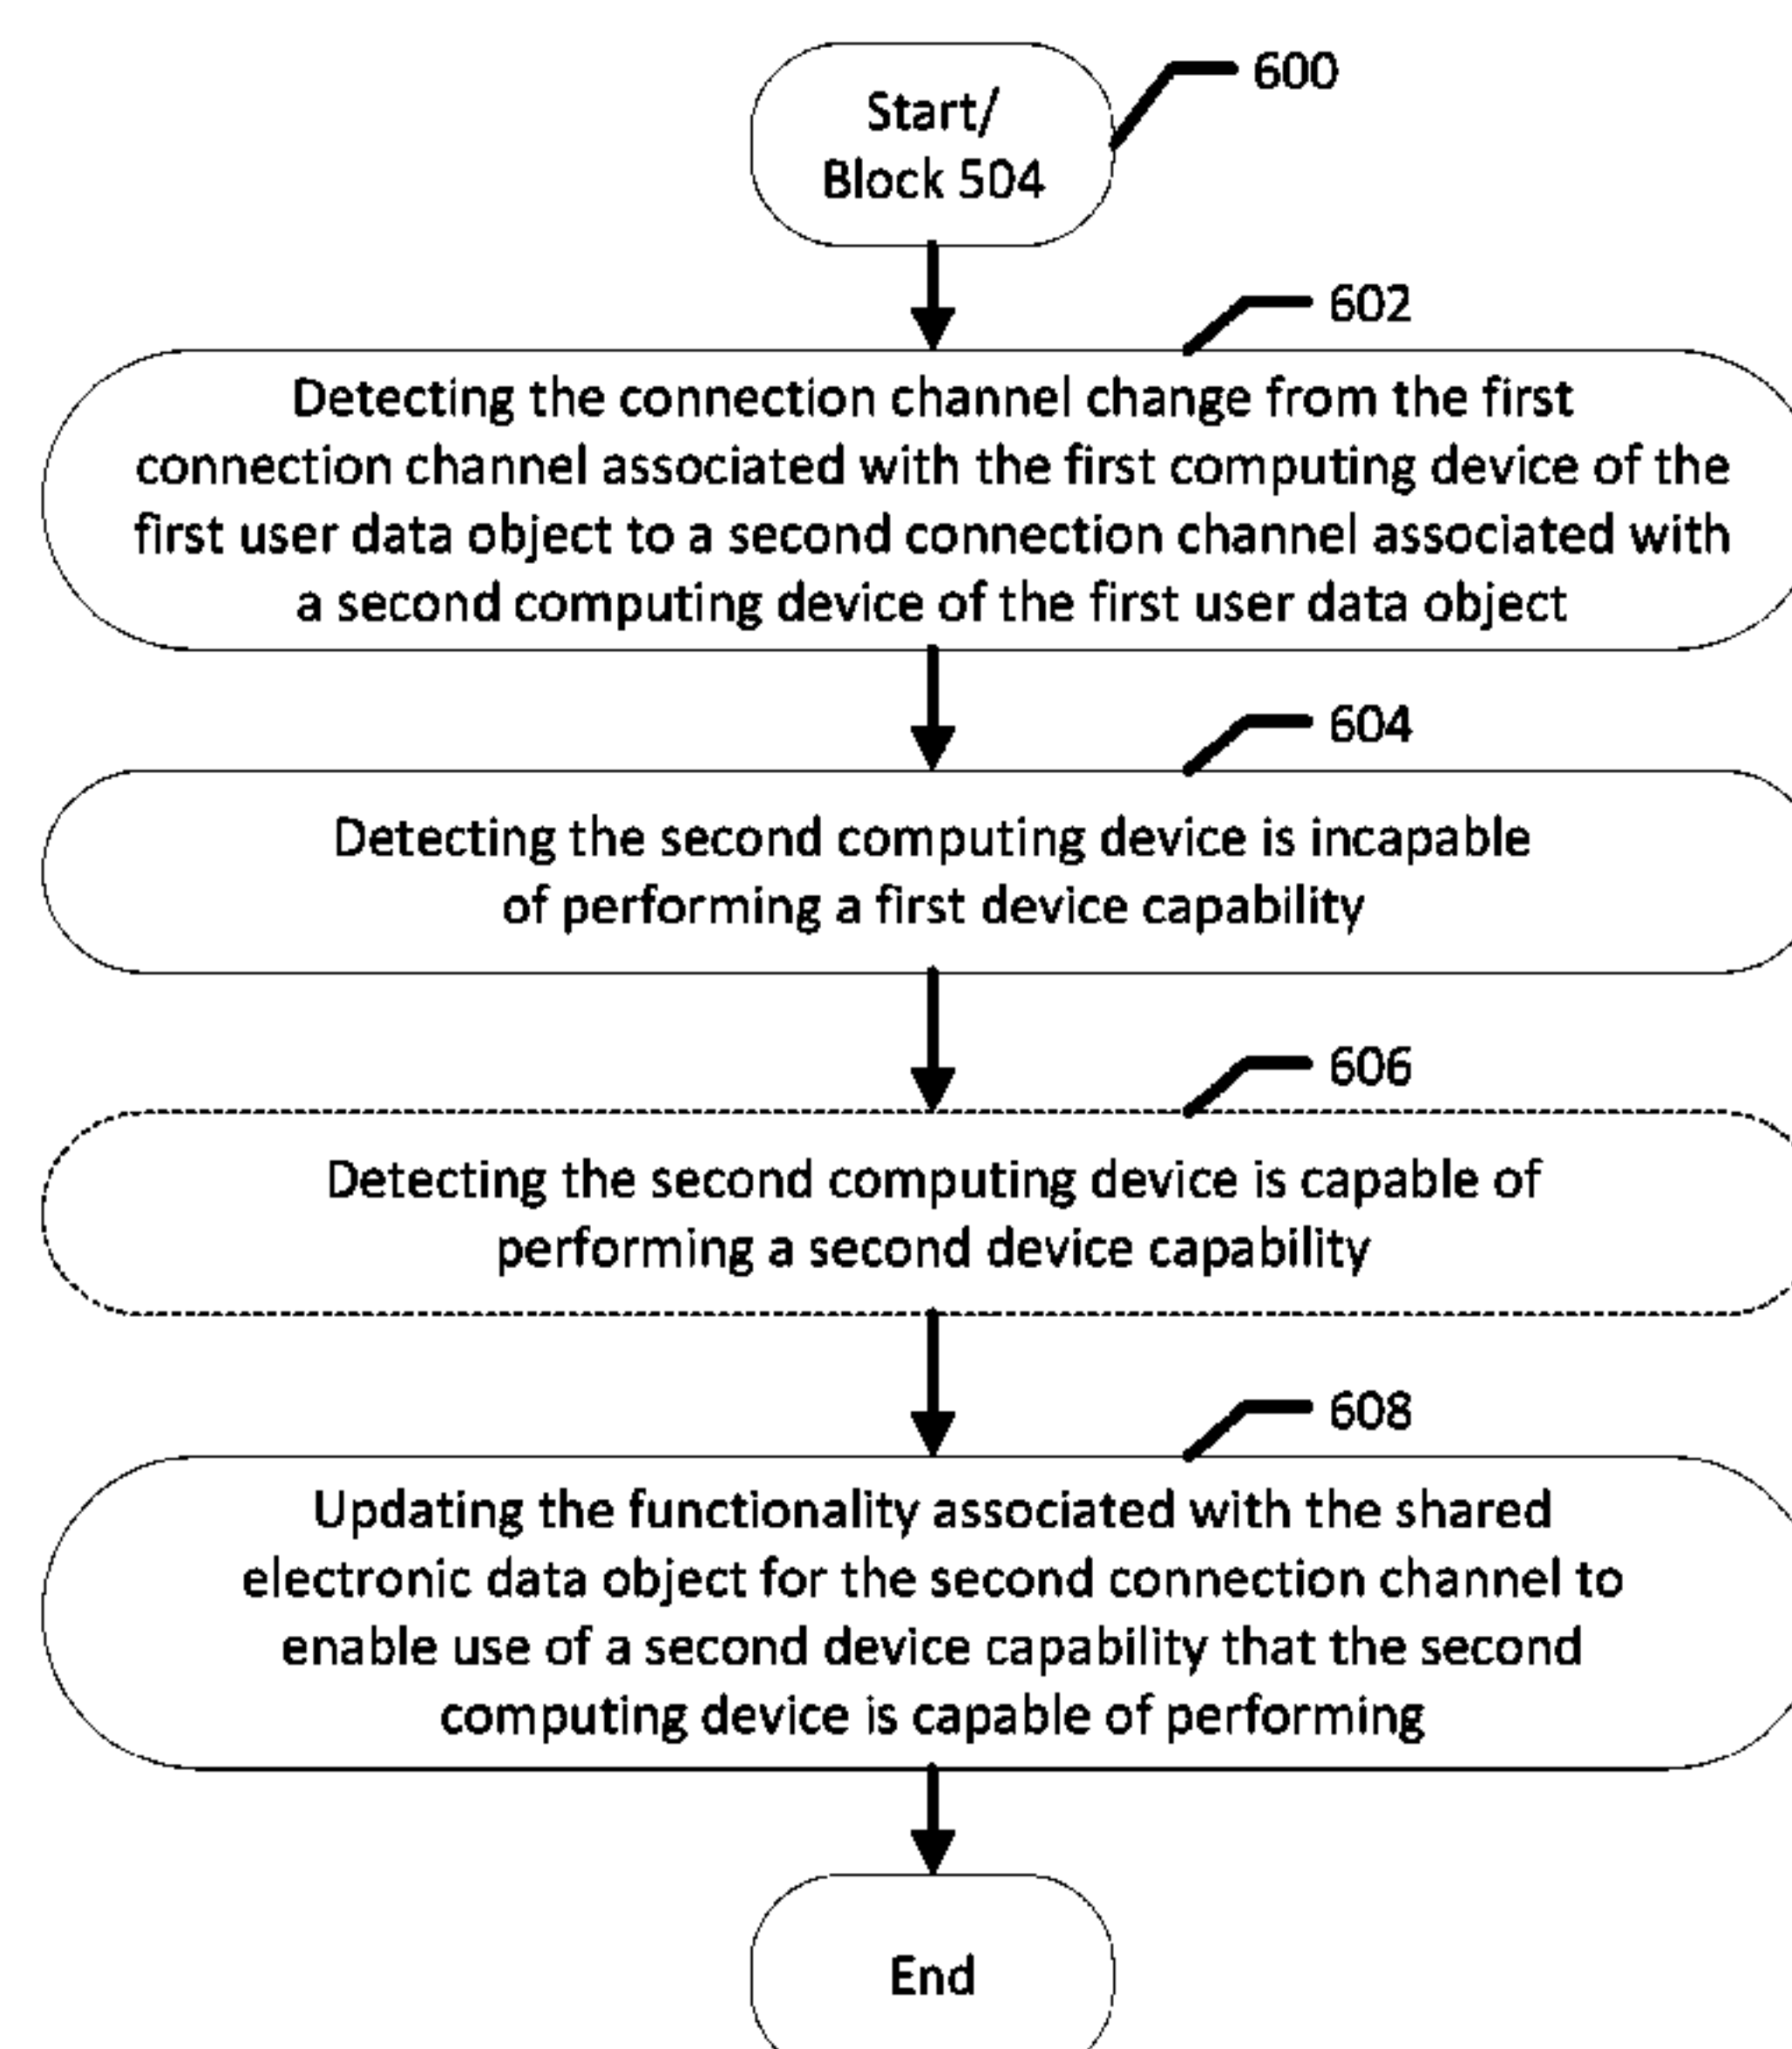 600
Start/
Block 504
602
Detecting the connection channel change from the first
connection channel associated with the first computing device of the
first user data object to a second connection channel associated with
a second computing device of the first user data object
604
Detecting the second computing device is incapable
of performing a first device capability
606
Detecting the second computing device is capable of
performing a second device capability
608
Updating the functionality associated with the shared
electronic data object for the second connection channel to
enable use of a second device capability that the second
computing device is capable of performing
End